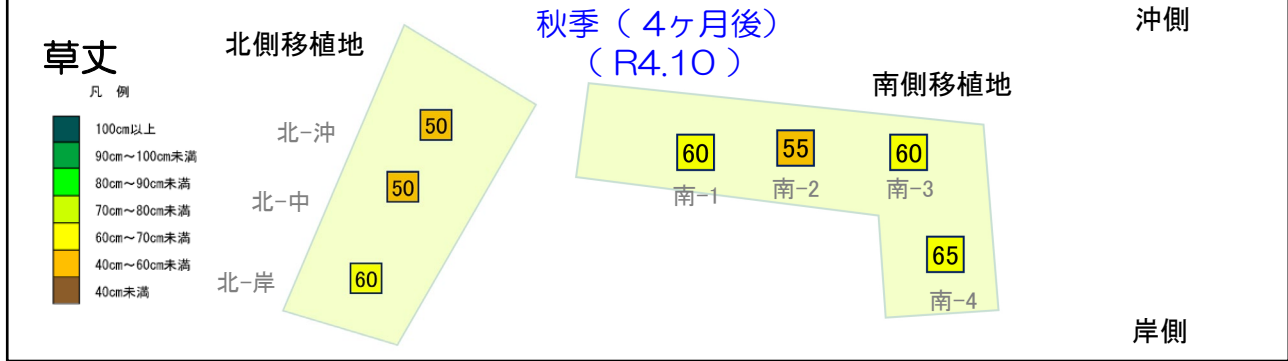 秋季（ 4ヶ月後）
（ R4.10 ）
沖側
草丈
凡 例
100cm以上
90cm～100cm未満
80cm～90cm未満
70cm～80cm未満
60cm～70cm未満
40cm～60cm未満
40cm未満
北側移植地
北-沖
50
北-中
50
北-岸
60
南側移植地
60
55
60
南-1
南-2
南-3
65
南-4
岸側